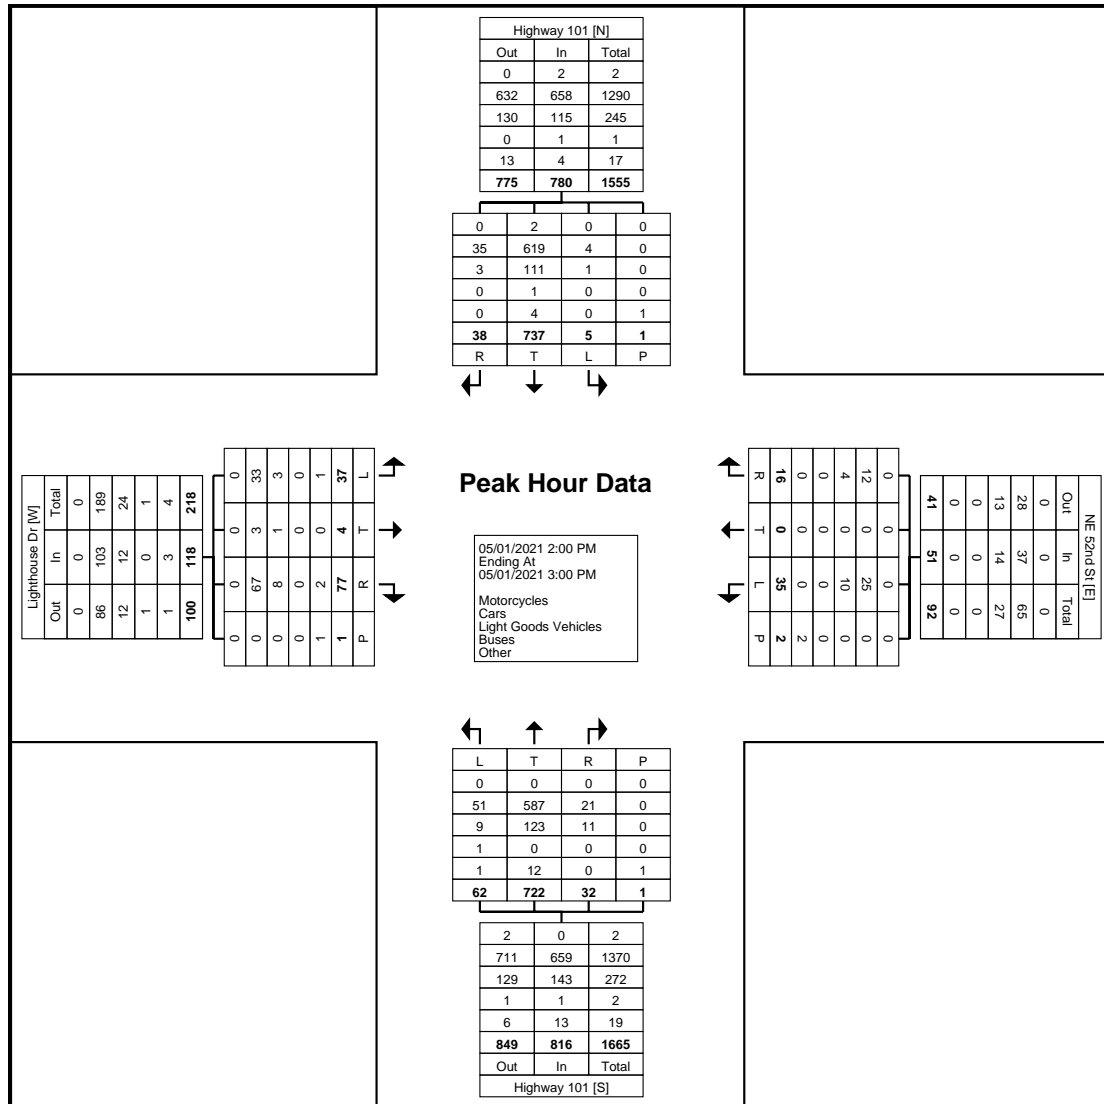 Highway 101 [N]
Out In Total
0 2 2
632 658 1290
130 115 245
0 1 1
13 4 17
775 780 1555
0 2 0 0
35 619 4 0
3 111 1 0
0 1 0 0
0 4 0 1
38 737 5 1
R T L P
Lighthouse Dr [W]
Total In Out
0 0 0
189 103 86
24 12 12
1 0 1
4 3 1
218 118 100
0 0 0 0
33 3 67 0
3 1 8 0
0 0 0 0
1 0 2 1
37 4 77 1
L T R P
Peak Hour Data
05/01/2021 2:00 PM
Ending At
05/01/2021 3:00 PM
Motorcycles
Cars
Light Goods Vehicles
Buses
Other
R T L P
16 0 35 2
0 0 0 2
0 0 0 0
4 0 10 0
12 0 25 0
0 0 0 0
41 51 92
0 0 0
0 0 0
13 14 27
28 37 65
0 0 0
Out In Total
NE 52nd St [E]
L T R P
0 0 0 0
51 587 21 0
9 123 11 0
1 0 0 0
1 12 0 1
62 722 32 1
2 0 2
711 659 1370
129 143 272
1 1 2
6 13 19
849 816 1665
Out In Total
Highway 101 [S]